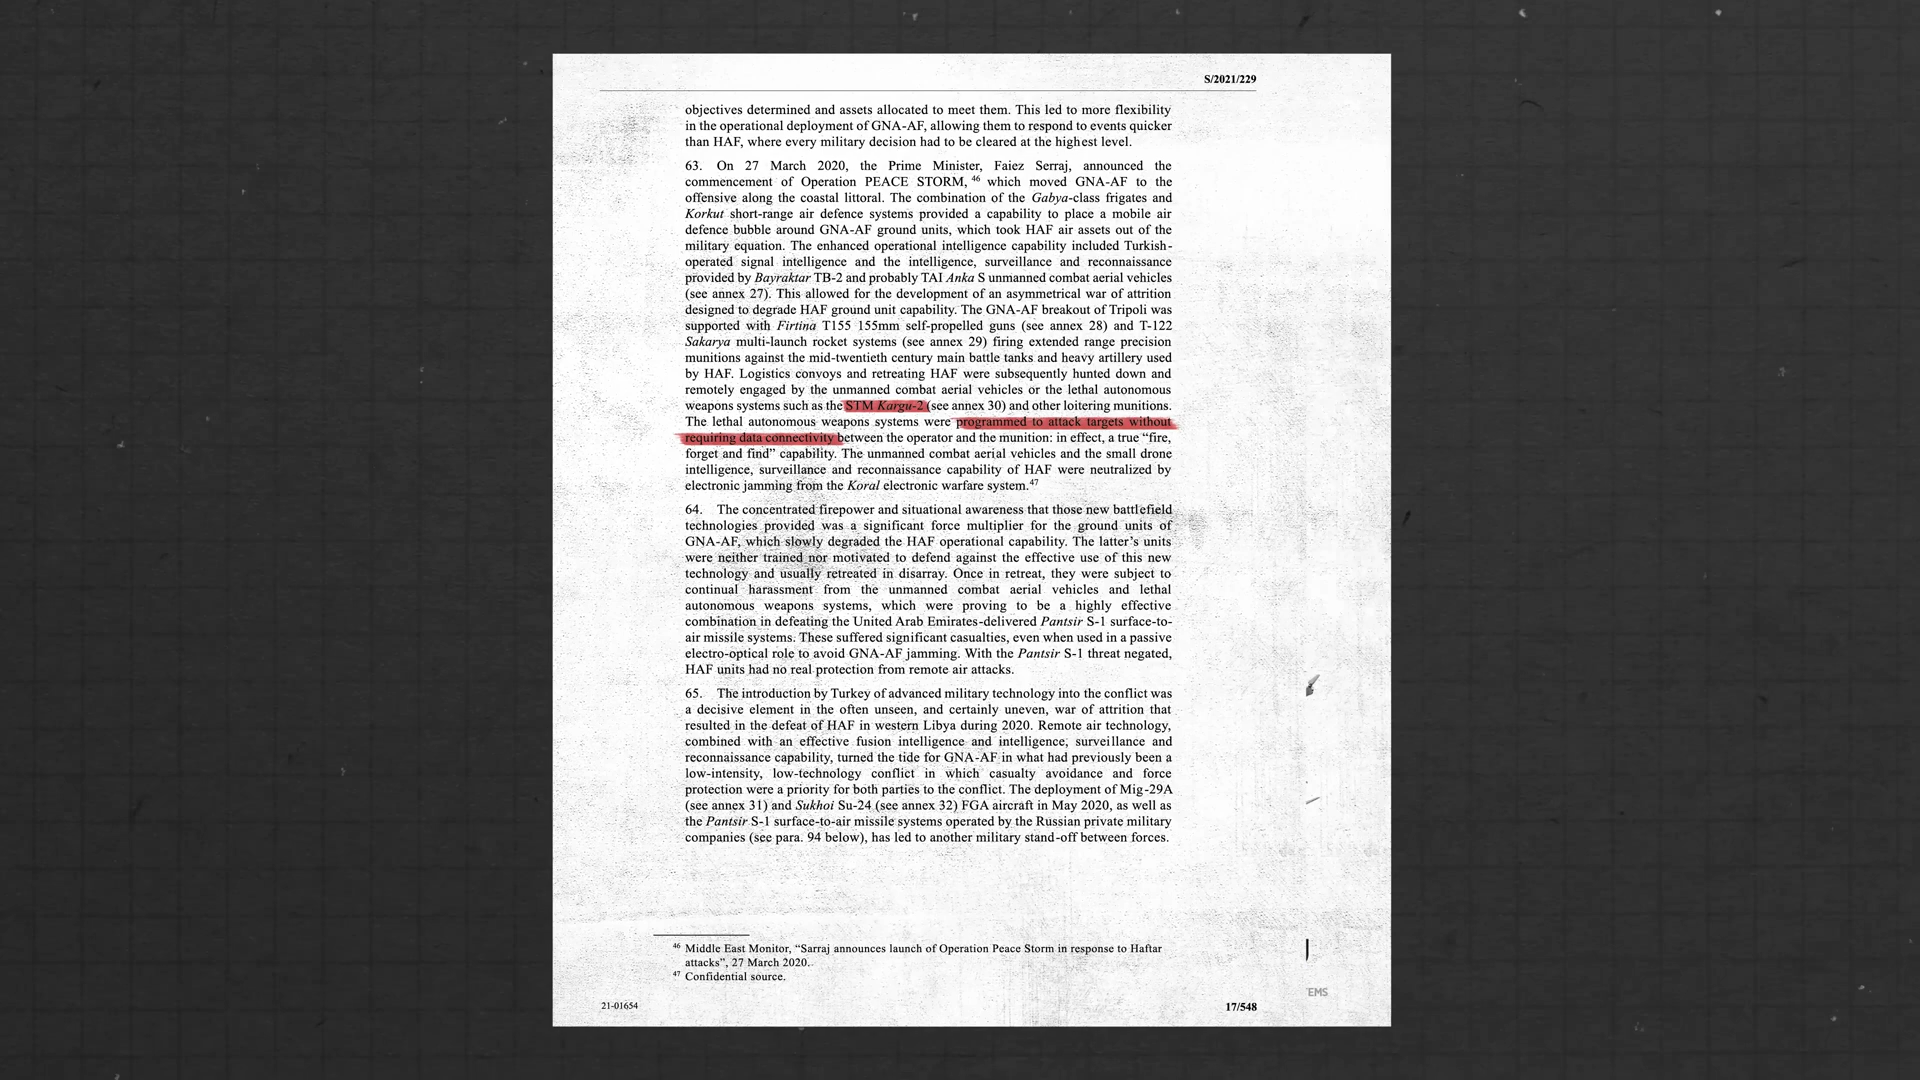 S/2021/229
objectives determined and assets allocated to meet them. This led to more flexibility
in the operational deployment of GNA-AF, allowing them to respond to events quicker
than HAF, where every military decision had to be cleared at the highest level.
63. On 27 March 2020, the Prime Minister, Faiez Serraj, announced the
commencement of Operation PEACE STORM, 46 which moved GNA-AF to the
offensive along the coastal littoral. The combination of the Gabya-class frigates and
Korkut short-range air defence systems provided a capability to place a mobile air
defence bubble around GNA-AF ground units, which took HAF air assets out of the
military equation. The enhanced operational intelligence capability included Turkish-
operated signal intelligence and the intelligence, surveillance and reconnaissance
provided by Bayraktar TB-2 and probably TAI Anka S unmanned combat aerial vehicles
(see annex 27). This allowed for the development of an asymmetrical war of attrition
designed to degrade HAF ground unit capability. The GNA-AF breakout of Tripoli was
supported with Firtina T155 155mm self-propelled guns (see annex 28) and T-122
Sakarya multi-launch rocket systems (see annex 29) firing extended range precision
munitions against the mid-twentieth century main battle tanks and heavy artillery used
by HAF. Logistics convoys and retreating HAF were subsequently hunted down and
remotely engaged by the unmanned combat aerial vehicles or the lethal autonomous
weapons systems such as the STM Kargu-2 (see annex 30) and other loitering munitions.
The lethal autonomous weapons systems were programmed to attack targets without
requiring data connectivity between the operator and the munition: in effect, a true “fire,
forget and find” capability. The unmanned combat aerial vehicles and the small drone
intelligence, surveillance and reconnaissance capability of HAF were neutralized by
electronic jamming from the Koral electronic warfare system.47
64. The concentrated firepower and situational awareness that those new battlefield
technologies provided was a significant force multiplier for the ground units of
GNA-AF, which slowly degraded the HAF operational capability. The latter’s units
were neither trained nor motivated to defend against the effective use of this new
technology and usually retreated in disarray. Once in retreat, they were subject to
continual harassment from the unmanned combat aerial vehicles and lethal
autonomous weapons systems, which were proving to be a highly effective
combination in defeating the United Arab Emirates-delivered Pantsir S-1 surface-to-
air missile systems. These suffered significant casualties, even when used in a passive
electro-optical role to avoid GNA-AF jamming. With the Pantsir S-1 threat negated,
HAF units had no real protection from remote air attacks.
65. The introduction by Turkey of advanced military technology into the conflict was
a decisive element in the often unseen, and certainly uneven, war of attrition that
resulted in the defeat of HAF in western Libya during 2020. Remote air technology,
combined with an effective fusion intelligence and intelligence, surveillance and
reconnaissance capability, turned the tide for GNA-AF in what had previously been a
low-intensity, low-technology conflict in which casualty avoidance and force
protection were a priority for both parties to the conflict. The deployment of Mig-29A
(see annex 31) and Sukhoi Su-24 (see annex 32) FGA aircraft in May 2020, as well as
the Pantsir S-1 surface-to-air missile systems operated by the Russian private military
companies (see para. 94 below), has led to another military stand-off between forces.
46 Middle East Monitor, “Sarraj announces launch of Operation Peace Storm in response to Haftar
attacks”, 27 March 2020.
47 Confidential source.
EMS
21-01654
17/548